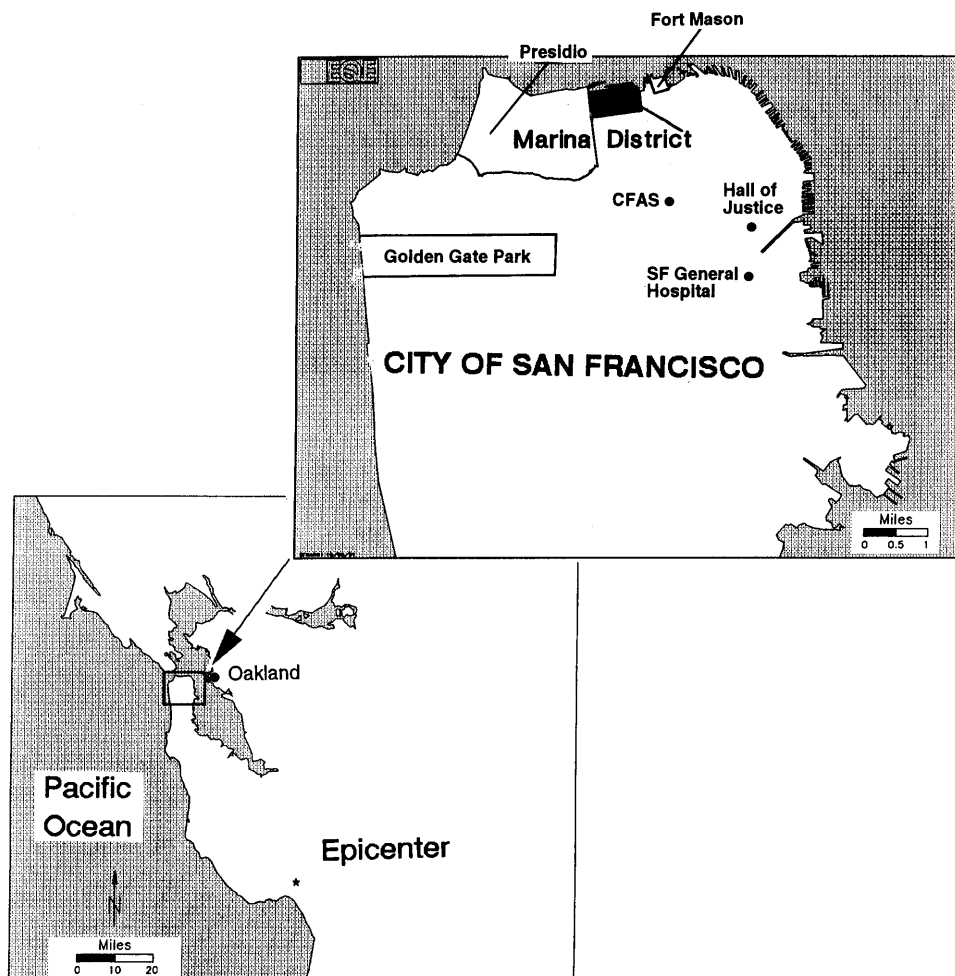 Fort Mason
Presidio
EQE
Marina District
CFAS
Hall of
Justice
Golden Gate Park
SF General
Hospital
CITY OF SAN FRANCISCO
Miles
0 0.5 1
Oakland
Pacific
Ocean
Epicenter
N
Miles
0 10 20